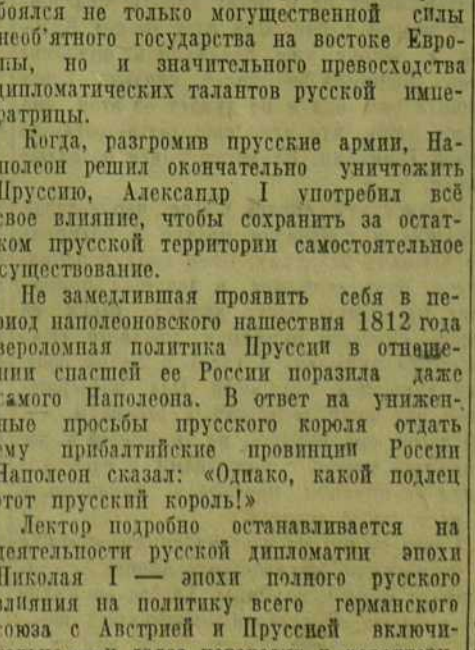 боялся не только могущественной силы
необ'ятного государства на востоке Евро-
пы, но и значительного превосходства
дипломатических талантов русской импе-
ратрицы.
Когда, разгромив прусские армии, На-
полеон решил окончательно уничтожить
Пруссию, Александр I употребил всё
свое влияние, чтобы сохранить за остат-
ком прусской территории самостоятельное
существование.
Не замедлившая проявить себя в пе-
риод наполеоновского нашествия 1812 года
вероломная политика Пруссии в отноше-
нии спасшей ее России поразила даже
самого Наполеона. В ответ на унижен-
ные просьбы прусского короля отдать
ему прибалтийские провинции России
Наполеон сказал: «Однако, какой подлец
этот прусский король!»
Лектор подробно останавливается на
деятельности русской дипломатии эпохи
Николая I — эпохи полного русского
влияния на политику всего германского
союза с Австрией и Пруссией включи-